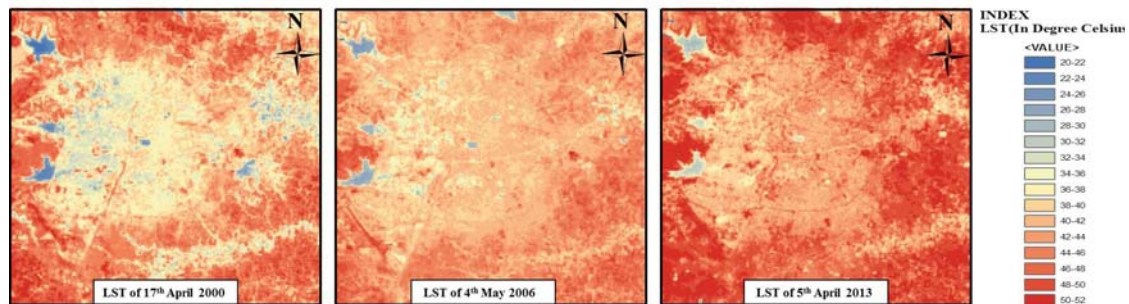 N
N
N
INDEX
LST(In Degree Celsius
<VALUE>
20-22
22-24
24-26
26-28
28-30
30-32
32-34
34-36
36-38
38-40
40-42
42-44
44-46
46-48
48-50
50-52
LST of 17th April 2000
LST of 4th May 2006
LST of 5th April 2013